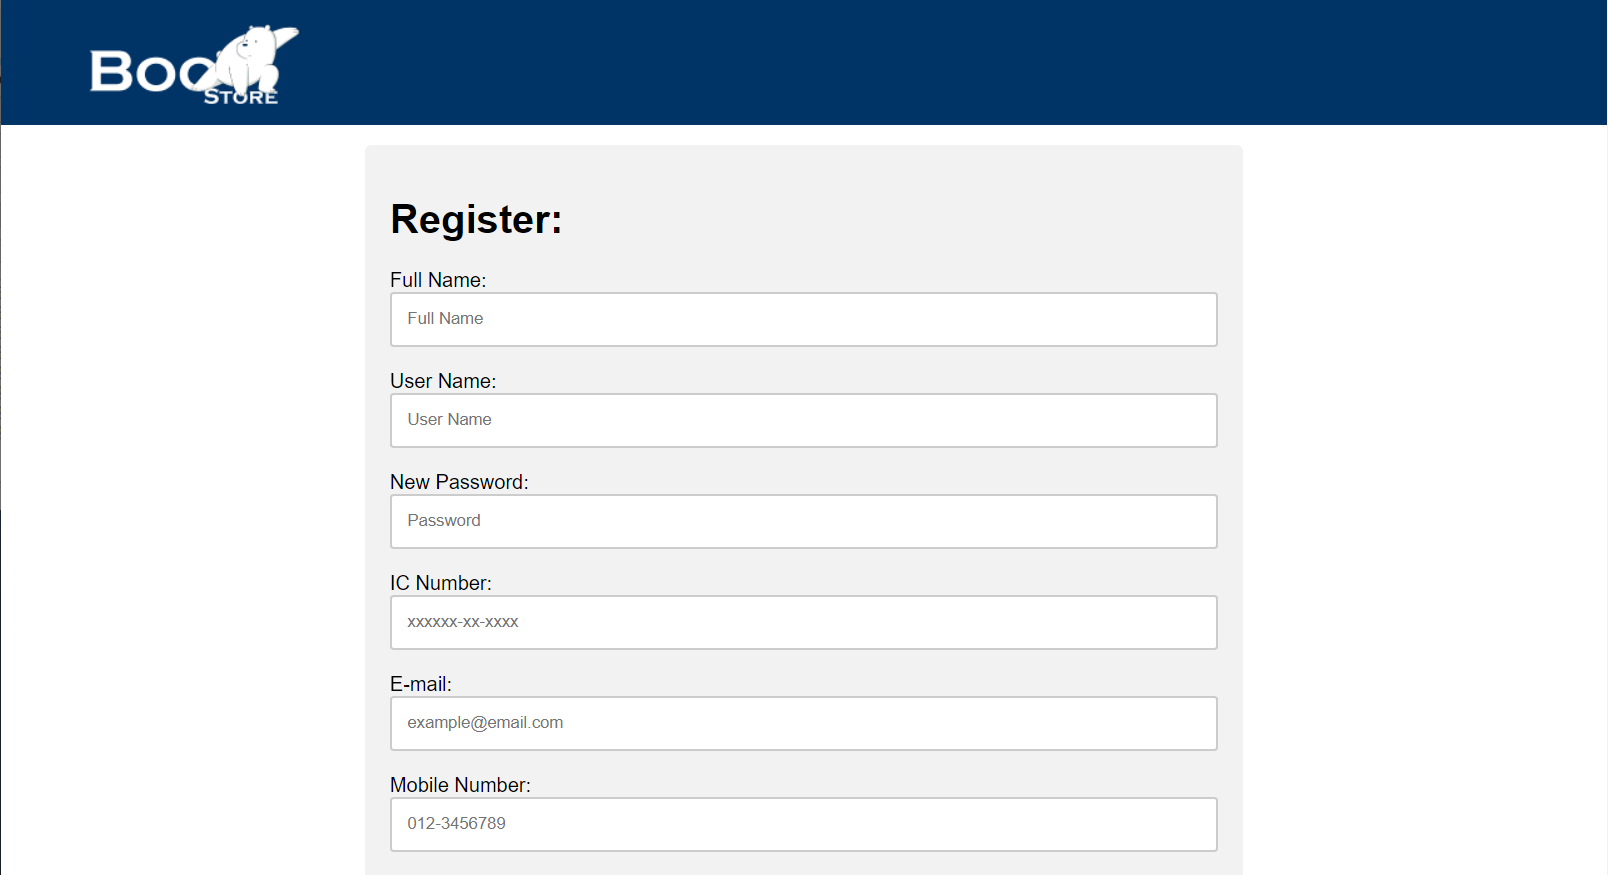 Boo
Store
Register:
Full Name:
Full Name
User Name:
User Name
New Password:
Password
IC Number:
xxxxxx-xx-xxxx
E-mail:
example@email.com
Mobile Number:
012-3456789